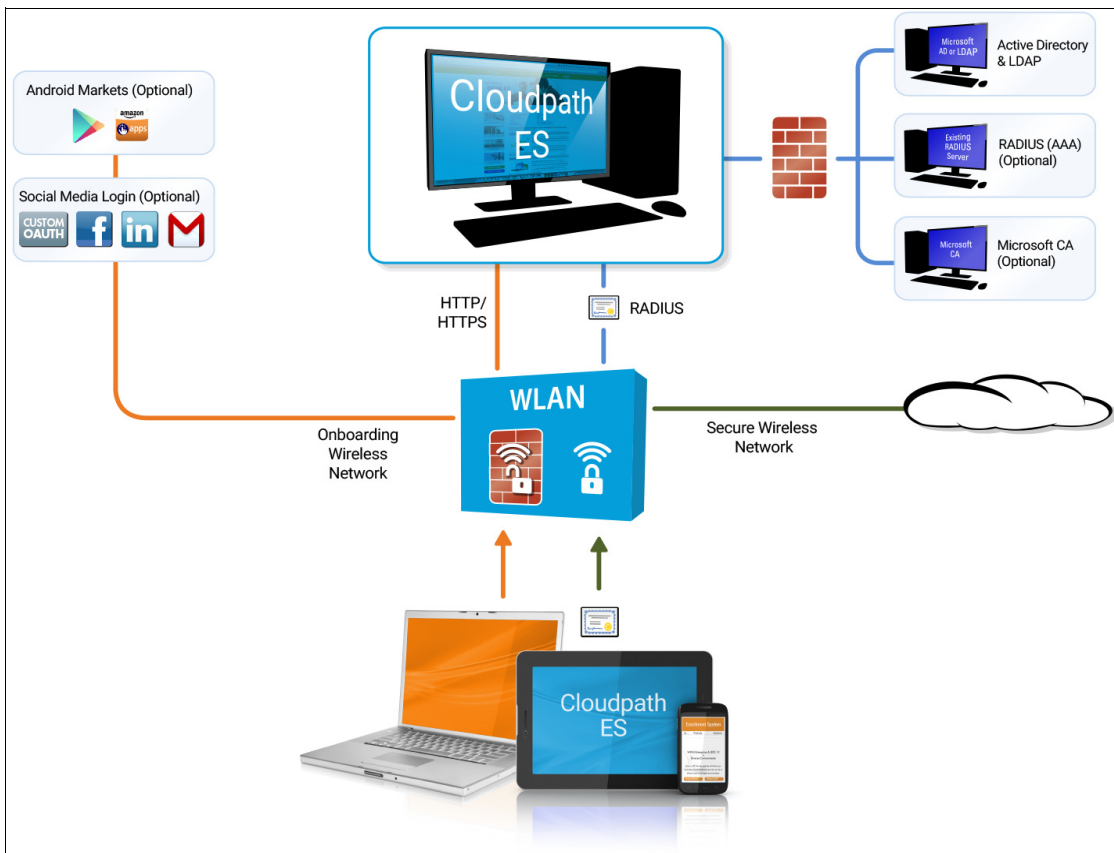 Android Markets (Optional)
amazon
apps
Social Media Login (Optional)
CUSTOM
OAUTH
f
in
Cloudpath
ES
Microsoft
AD or LDAP
Active Directory
& LDAP
Existing
RADIUS
Server
RADIUS (AAA)
(Optional)
Microsoft
CA
Microsoft CA
(Optional)
HTTP/
HTTPS
RADIUS
WLAN
Onboarding
Wireless
Network
Secure Wireless
Network
Cloudpath
ES
Enrollment System